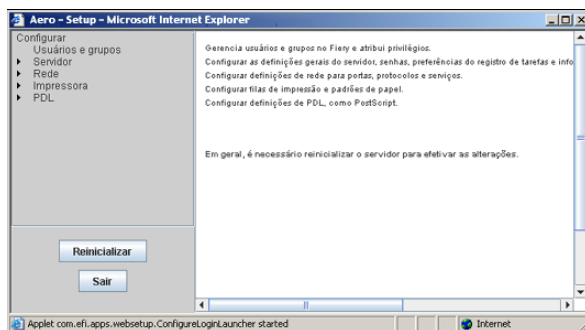 Aero - Setup - Microsoft Internet Explorer
Configurar
Usuários e grupos
Servidor
Rede
Impressora
PDL
Gerencia usuários e grupos no Fiery e atribui privilégios.
Configurar as definições gerais do servidor, senhas, preferências do registro de tarefas e info
Configurar definições de rede para portas, protocolos e serviços.
Configurar filas de impressão e padrões de papel.
Configurar definições de PDL, como PostScript.
Em geral, é necessário reinicializar o servidor para efetivar as alterações.
Reinicializar
Sair
Applet com.efi.apps.websetup.ConfigureLoginLauncher started
Internet